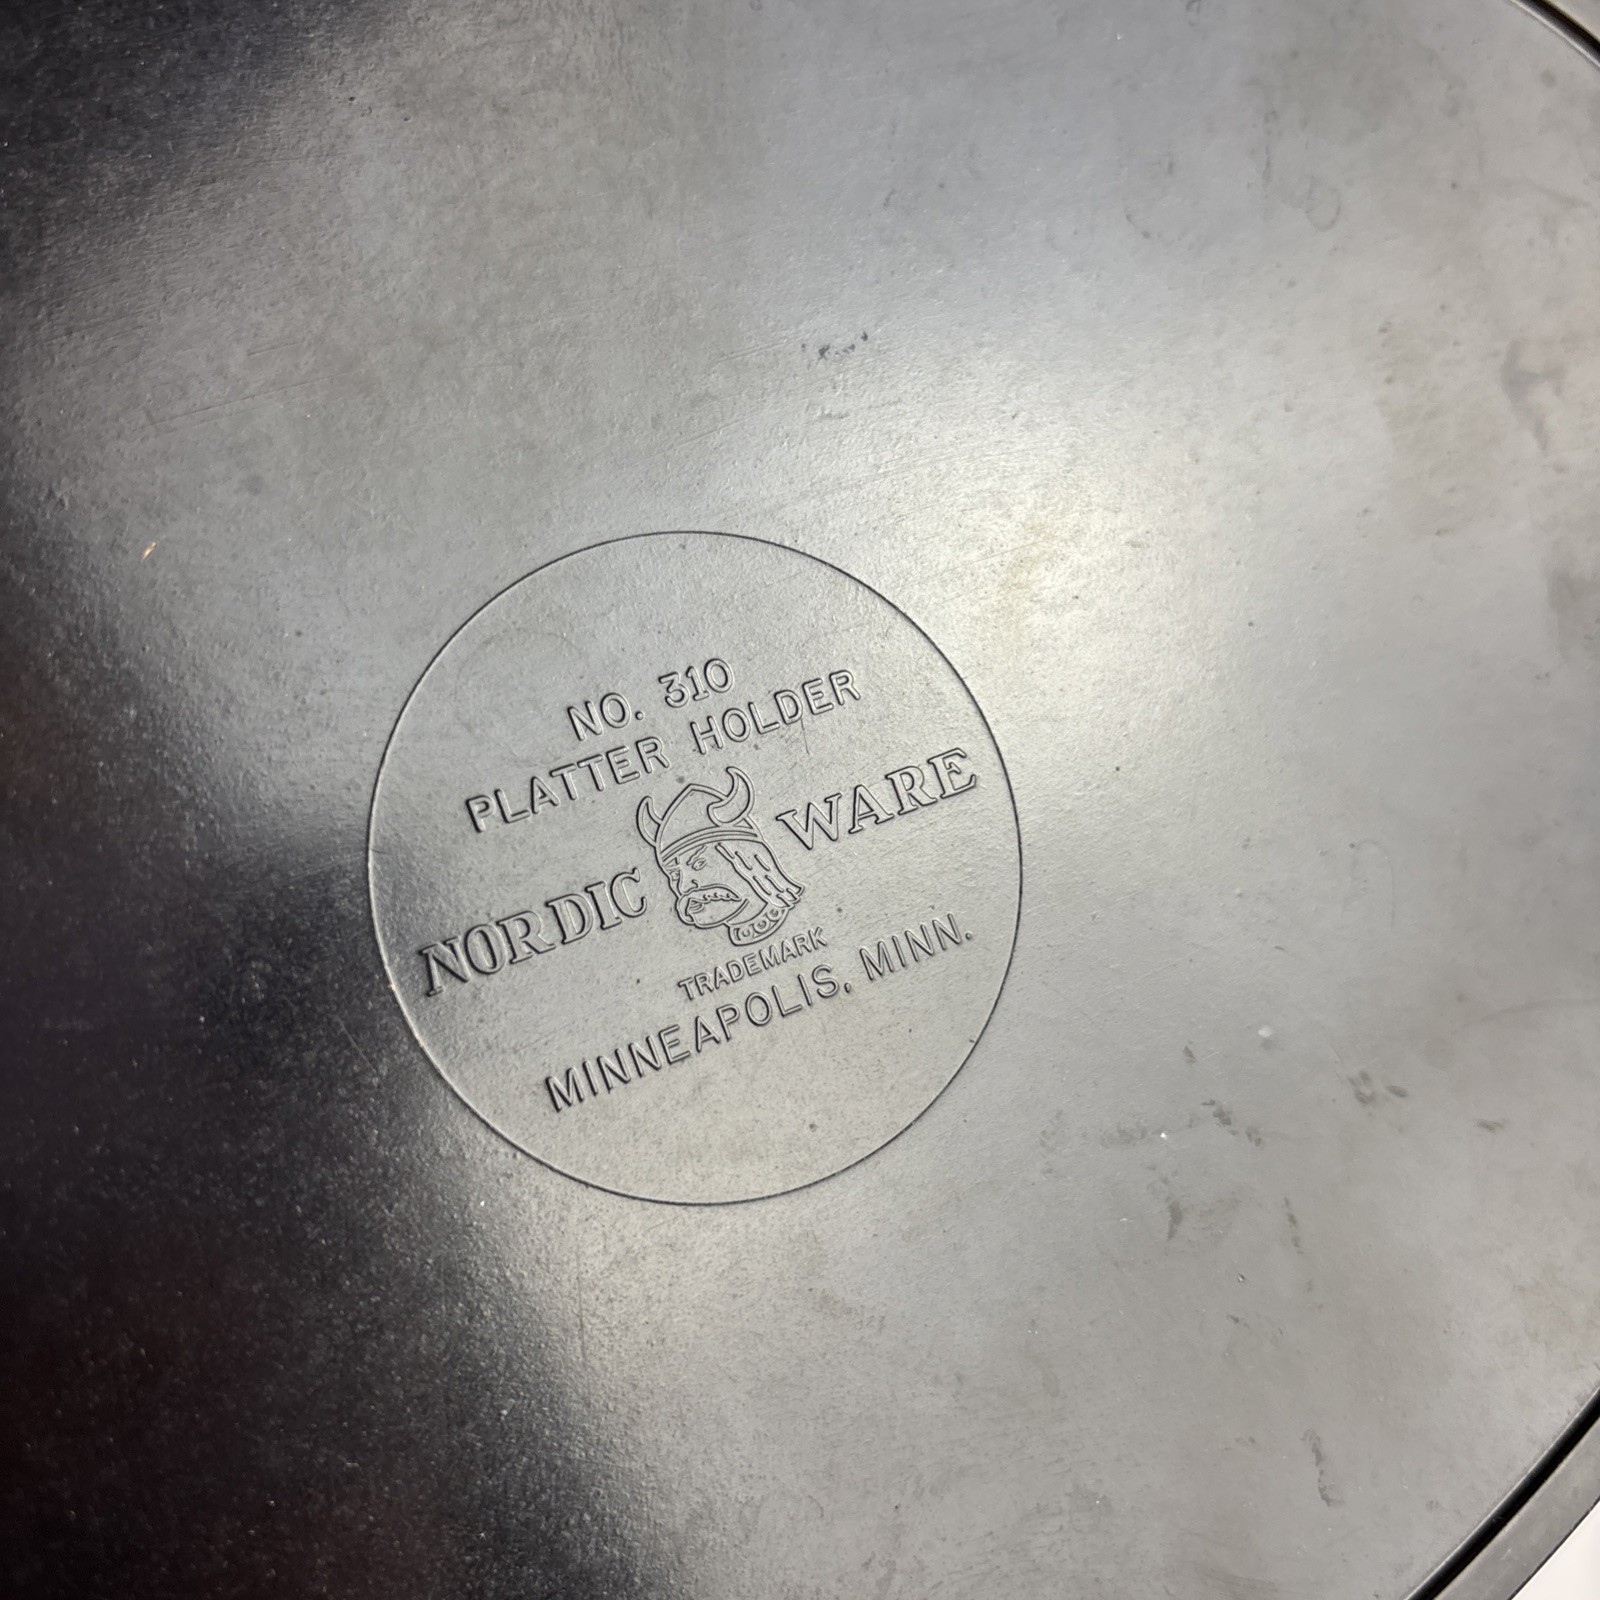 NO. 310
PLATTER HOLDER
NORDIC WARE
TRADEMARK
MINNEAPOLIS, MINN.